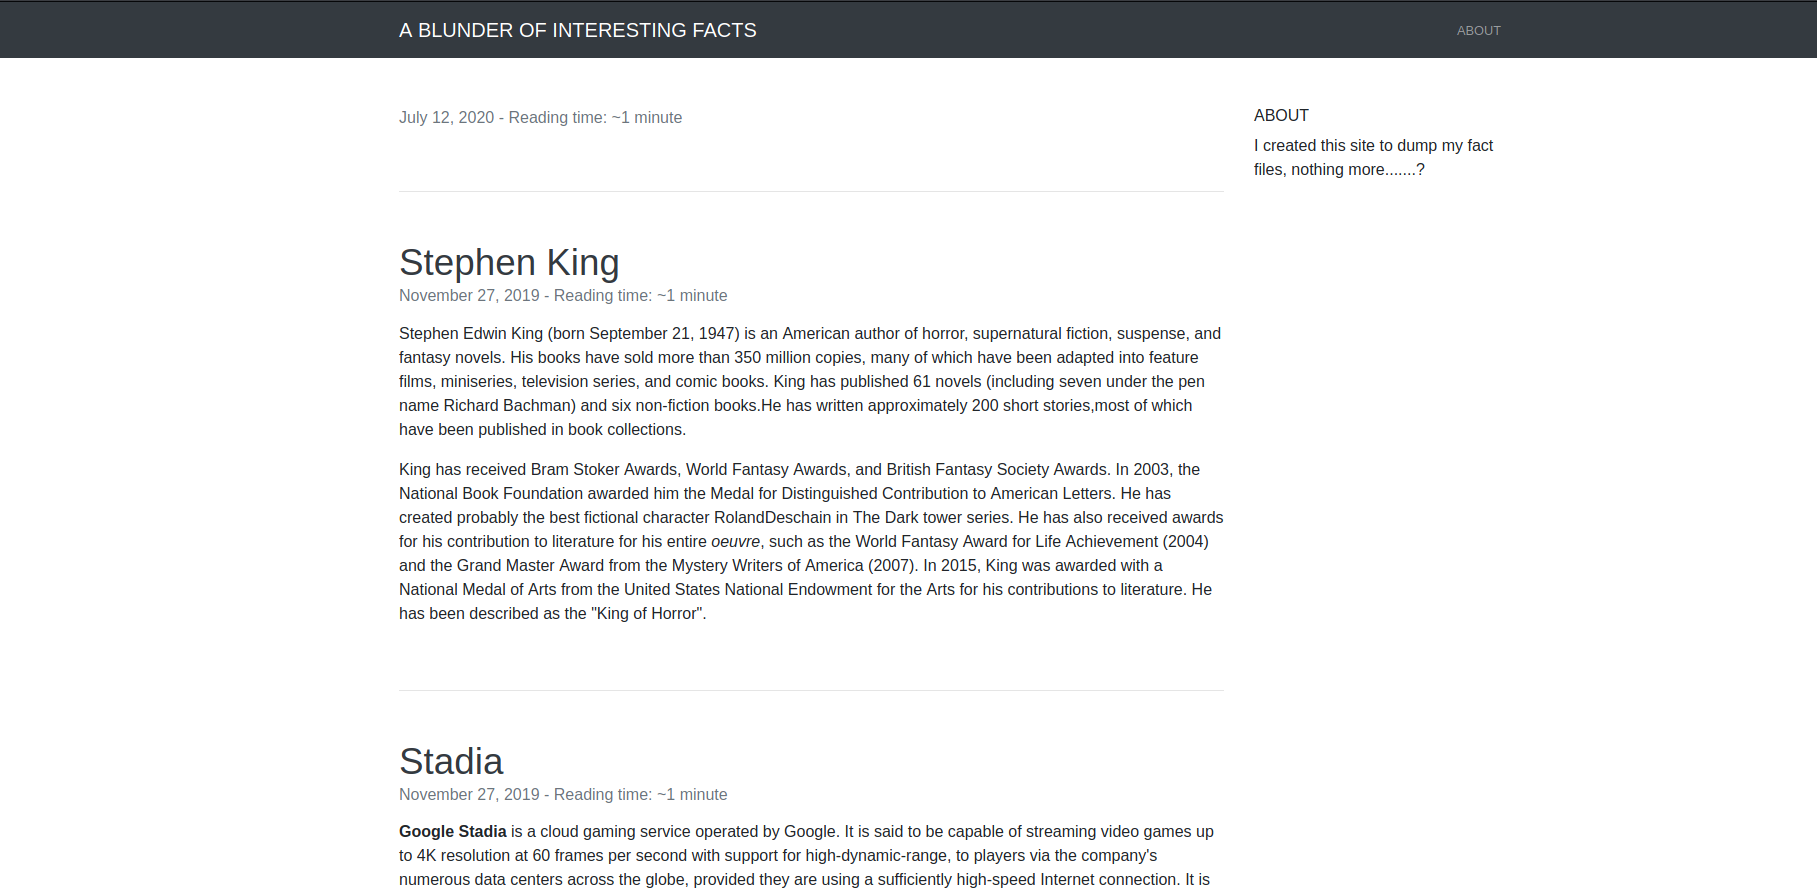 A BLUNDER OF INTERESTING FACTS
ABOUT
July 12, 2020 - Reading time: ~1 minute
ABOUT
I created this site to dump my fact
files, nothing more.......?
Stephen King
November 27, 2019 - Reading time: ~1 minute
Stephen Edwin King (born September 21, 1947) is an American author of horror, supernatural fiction, suspense, and
fantasy novels. His books have sold more than 350 million copies, many of which have been adapted into feature
films, miniseries, television series, and comic books. King has published 61 novels (including seven under the pen
name Richard Bachman) and six non-fiction books.He has written approximately 200 short stories,most of which
have been published in book collections.
King has received Bram Stoker Awards, World Fantasy Awards, and British Fantasy Society Awards. In 2003, the
National Book Foundation awarded him the Medal for Distinguished Contribution to American Letters. He has
created probably the best fictional character RolandDeschain in The Dark tower series. He has also received awards
for his contribution to literature for his entire oeuvre, such as the World Fantasy Award for Life Achievement (2004)
and the Grand Master Award from the Mystery Writers of America (2007). In 2015, King was awarded with a
National Medal of Arts from the United States National Endowment for the Arts for his contributions to literature. He
has been described as the "King of Horror".
Stadia
November 27, 2019 - Reading time: ~1 minute
Google Stadia is a cloud gaming service operated by Google. It is said to be capable of streaming video games up
to 4K resolution at 60 frames per second with support for high-dynamic-range, to players via the company's
numerous data centers across the globe, provided they are using a sufficiently high-speed Internet connection. It is